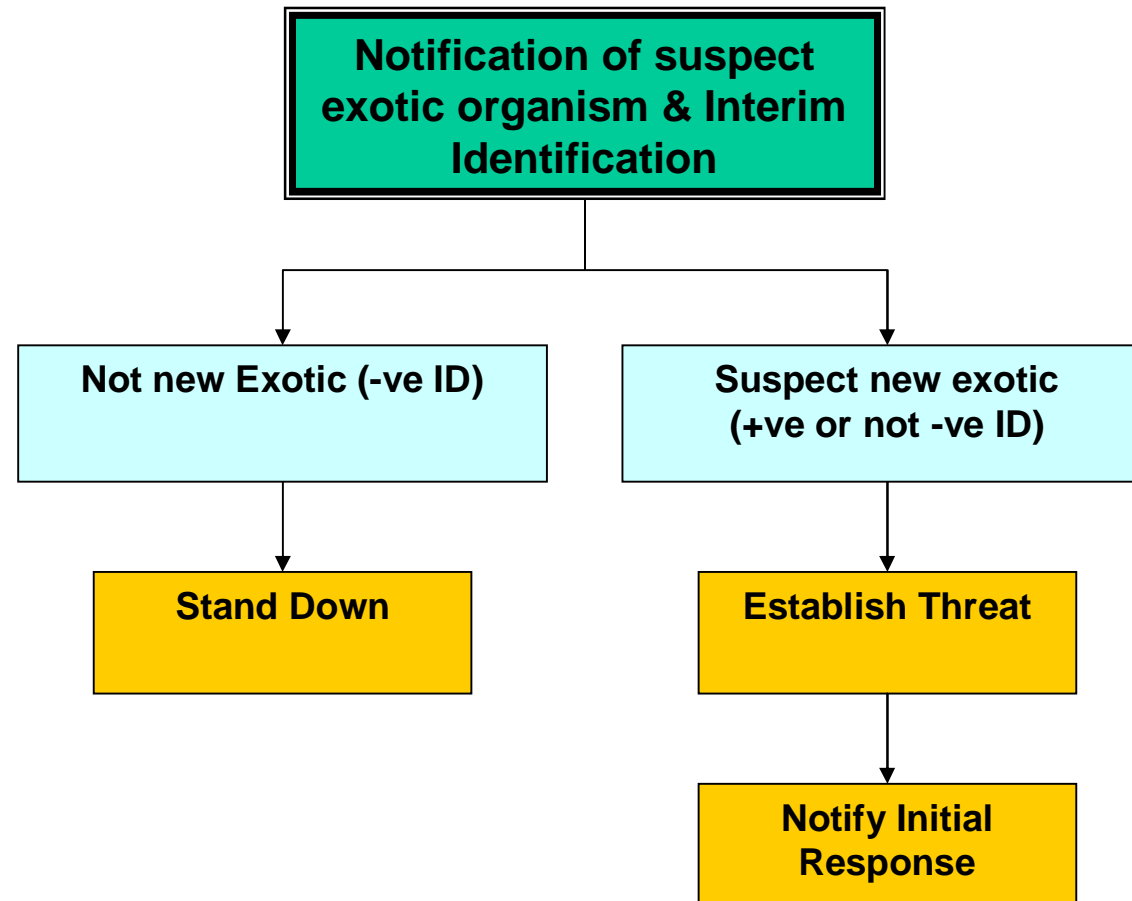 Notification of suspect
exotic organism & Interim
Identification
Not new Exotic (-ve ID)
Suspect new exotic
(+ve or not -ve ID)
Stand Down
Establish Threat
Notify Initial
Response